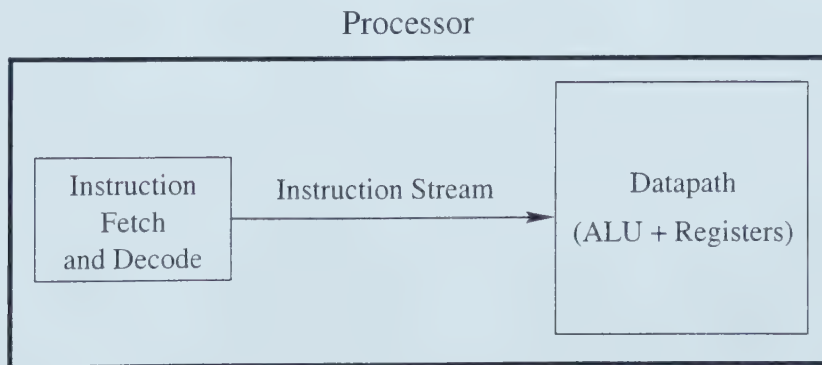 Processor
Instruction
Fetch
and Decode
Instruction Stream
Datapath
(ALU + Registers)